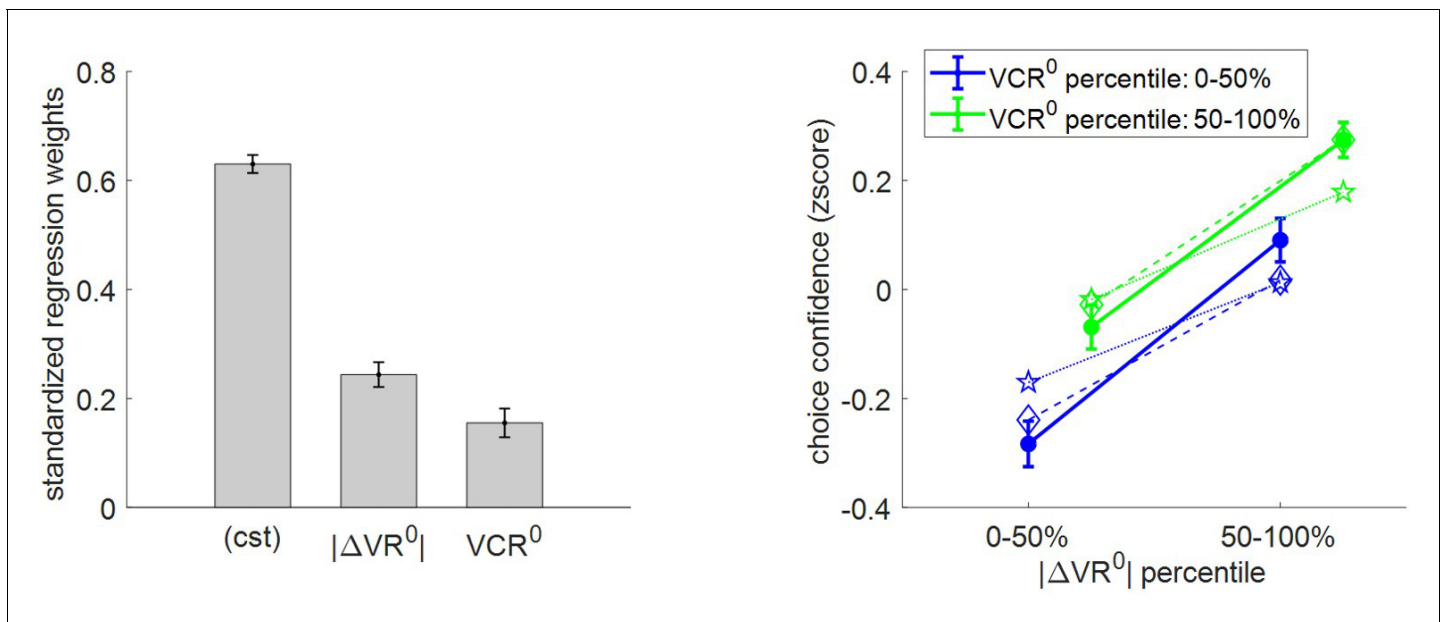 standardized regression weights
0.8
0.6
0.4
0.2
0
(cst)
|ΔVR⁰|
VCR⁰
choice confidence (zscore)
0.4
0.2
0
-0.2
-0.4
VCR⁰ percentile: 0-50%
VCR⁰ percentile: 50-100%
0-50%
50-100%
|ΔVR⁰| percentile